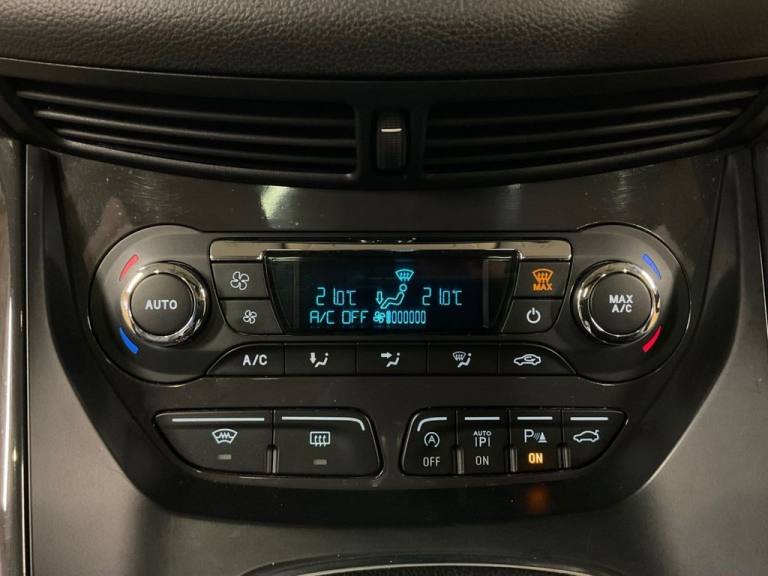 AUTO
21.0°C 21.0°C
A/C OFF
MAX
MAX
A/C
A/C
A
OFF
AUTO
P
ON
P
ON